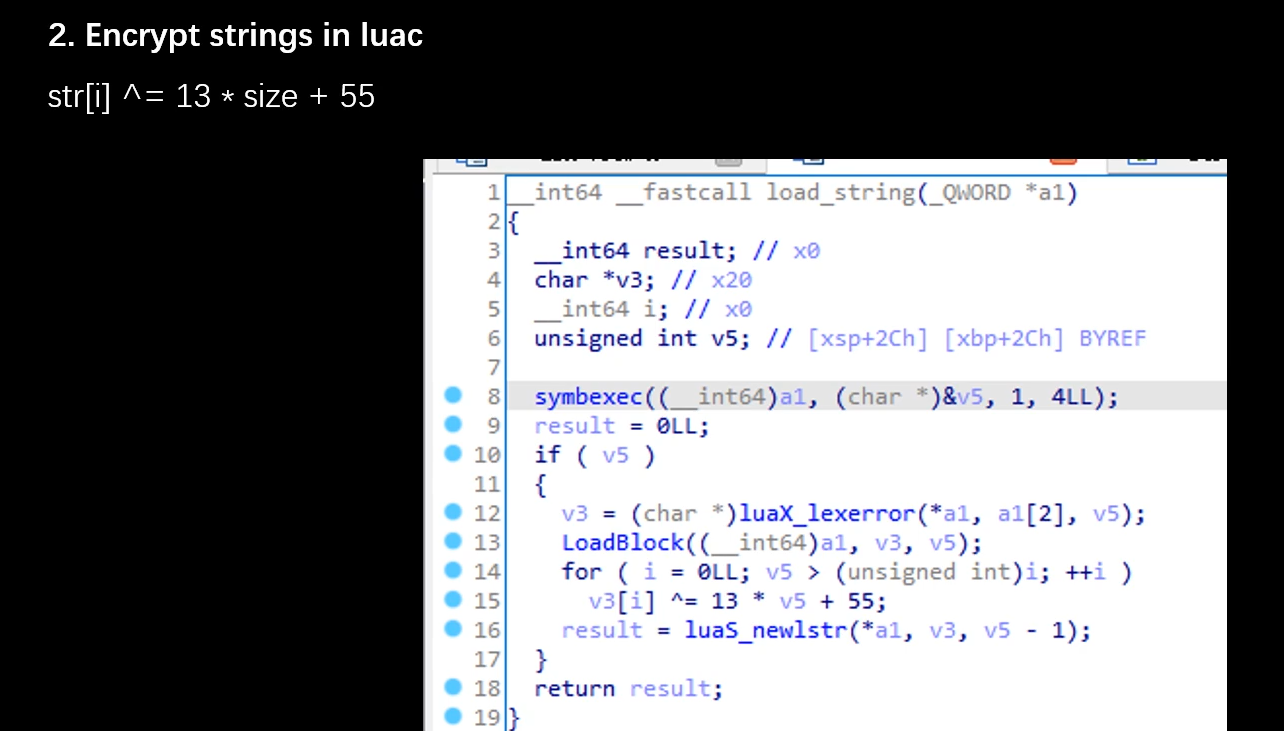 2. Encrypt strings in luac
str[i] ^= 13 * size + 55
1 __int64 __fastcall load_string(_QWORD *a1)
2 {
3 __int64 result; // x0
4 char *v3; // x20
5 __int64 i; // x0
6 unsigned int v5; // [xsp+2Ch] [xbp+2Ch] BYREF
7
8 symbexec((__int64)a1, (char *)&v5, 1, 4LL);
9 result = 0LL;
10 if ( v5 )
11 {
12 v3 = (char *)luaX_lexerror(*a1, a1[2], v5);
13 LoadBlock((__int64)a1, v3, v5);
14 for ( i = 0LL; v5 > (unsigned int)i; ++i )
15 v3[i] ^= 13 * v5 + 55;
16 result = luaS_newlstr(*a1, v3, v5 - 1);
17 }
18 return result;
19 }